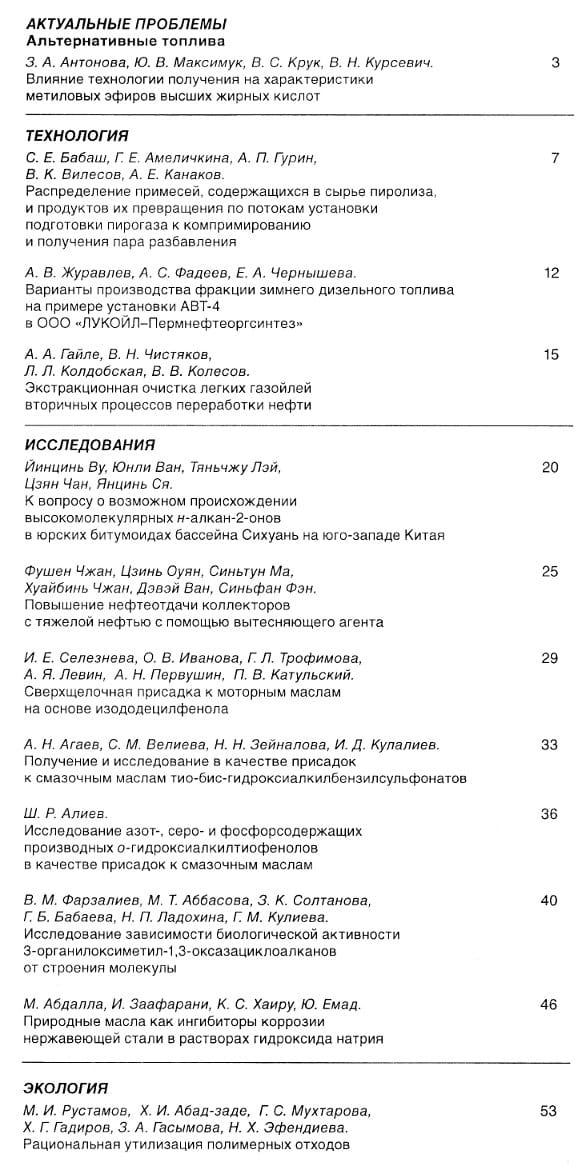 АКТУАЛЬНЫЕ ПРОБЛЕМЫ
Альтернативные топлива
З. А. Антонова, Ю. В. Максимук, В. С. Крук, В. Н. Курсевич. 3
Влияние технологии получения на характеристики
метиловых эфиров высших жирных кислот
ТЕХНОЛОГИЯ
С. Е. Бабаш, Г. Е. Амеличкина, А. П. Гурин, 7
В. К. Вилесов, А. Е. Канаков.
Распределение примесей, содержащихся в сырье пиролиза,
и продуктов их превращения по потокам установки
подготовки пирогаза к компримированию
и получения пара разбавления
А. В. Журавлев, А. С. Фадеев, Е. А. Чернышева. 12
Варианты производства фракции зимнего дизельного топлива
на примере установки АВТ-4
в ООО «ЛУКОЙЛ–Пермнефтеоргсинтез»
А. А. Гайле, В. Н. Чистяков, 15
Л. Л. Колдобская, В. В. Колесов.
Экстракционная очистка легких газойлей
вторичных процессов переработки нефти
ИССЛЕДОВАНИЯ
Йинцинь Ву, Юнли Ван, Тяньчжу Лэй, 20
Цзян Чан, Янцинь Ся.
К вопросу о возможном происхождении
высокомолекулярных н-алкан-2-онов
в юрских битумоидах бассейна Сихуань на юго-западе Китая
Фушен Чжан, Цзинь Оуян, Синьтун Ма, 25
Хуайбинь Чжан, Дэвэй Ван, Синьфан Фэн.
Повышение нефтеотдачи коллекторов
с тяжелой нефтью с помощью вытесняющего агента
И. Е. Селезнева, О. В. Иванова, Г. Л. Трофимова, 29
А. Я. Левин, А. Н. Первушин, П. В. Катульский.
Сверхщелочная присадка к моторным маслам
на основе изододецилфенола
А. Н. Агаев, С. М. Велиева, Н. Н. Зейналова, И. Д. Кулалиев. 33
Получение и исследование в качестве присадок
к смазочным маслам тио-бис-гидроксиалкилбензилсульфонатов
Ш. Р. Алиев. 36
Исследование азот-, серо- и фосфорсодержащих
производных о-гидроксиалкилтиофенолов
в качестве присадок к смазочным маслам
В. М. Фарзалиев, М. Т. Аббасова, З. К. Солтанова, 40
Г. Б. Бабаева, Н. П. Ладохина, Г. М. Кулиева.
Исследование зависимости биологической активности
3-органилоксиметил-1,3-оксазациклоалканов
от строения молекулы
М. Абдалла, И. Заафарани, К. С. Хаиру, Ю. Емад. 46
Природные масла как ингибиторы коррозии
нержавеющей стали в растворах гидроксида натрия
ЭКОЛОГИЯ
М. И. Рустамов, Х. И. Абад-заде, Г. С. Мухтарова, 53
Х. Г. Гадиров, З. А. Гасымова, Н. Х. Эфендиева.
Рациональная утилизация полимерных отходов